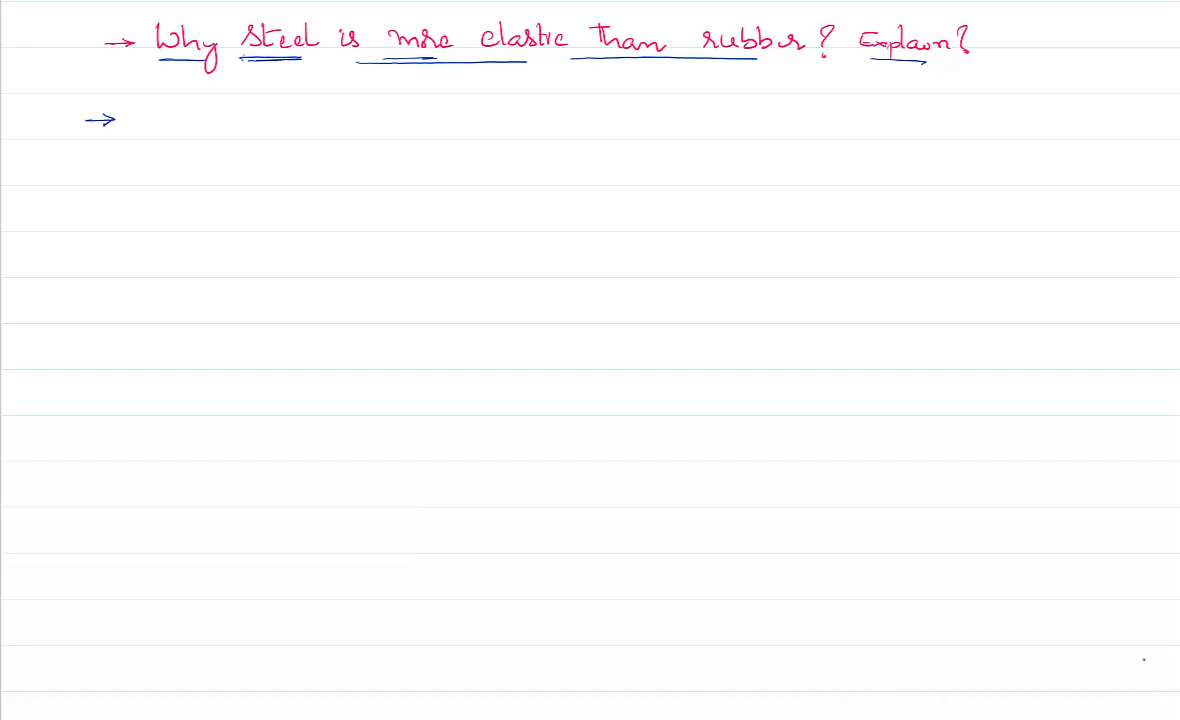 → Why steel is more elastic than rubber? Explain?
→